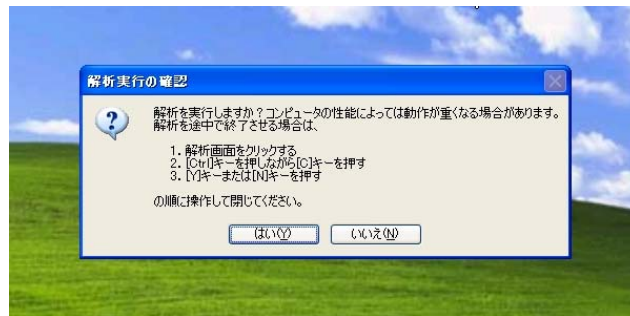 解析実行の確認
解析を実行しますか？コンピュータの性能によっては動作が重くなる場合があります。
解析を途中で終了させる場合は、
1. 解析画面をクリックする
2. [Ctrl]キーを押しながら[C]キーを押す
3. [Y]キーまたは[N]キーを押す
の順に操作して閉じてください。
はい(Y) いいえ(N)